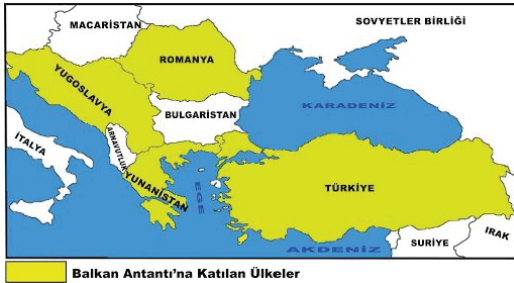 MACARİSTAN
SOVYETLER BİRLİĞİ
ROMANYA
YUGOSLAVYA
KARADENİZ
BULGARİSTAN
İTALYA
ARNAVUTLUK
YUNANİSTAN
EGE
TÜRKİYE
AKDENİZ
SURİYE
IRAK
Balkan Antantı'na Katılan Ülkeler